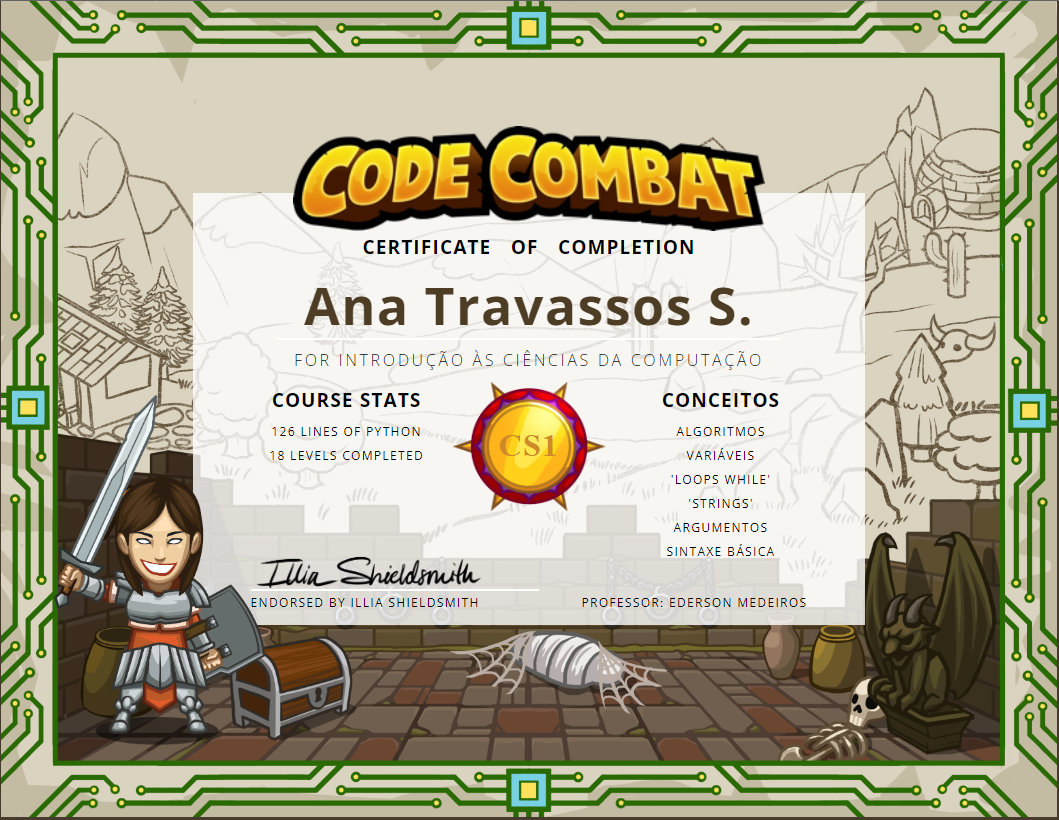 CODE COMBAT
CERTIFICATE OF COMPLETION
Ana Travassos S.
FOR INTRODUÇÃO ÀS CIÊNCIAS DA COMPUTAÇÃO
COURSE STATS
126 LINES OF PYTHON
18 LEVELS COMPLETED
CS1
CONCEITOS
ALGORITMOS
VARIÁVEIS
'LOOPS WHILE'
'STRINGS'
ARGUMENTOS
SINTAXE BÁSICA
Illia Shieldsmith
ENDORSED BY ILLIA SHIELDSMITH
PROFESSOR: EDERSON MEDEIROS